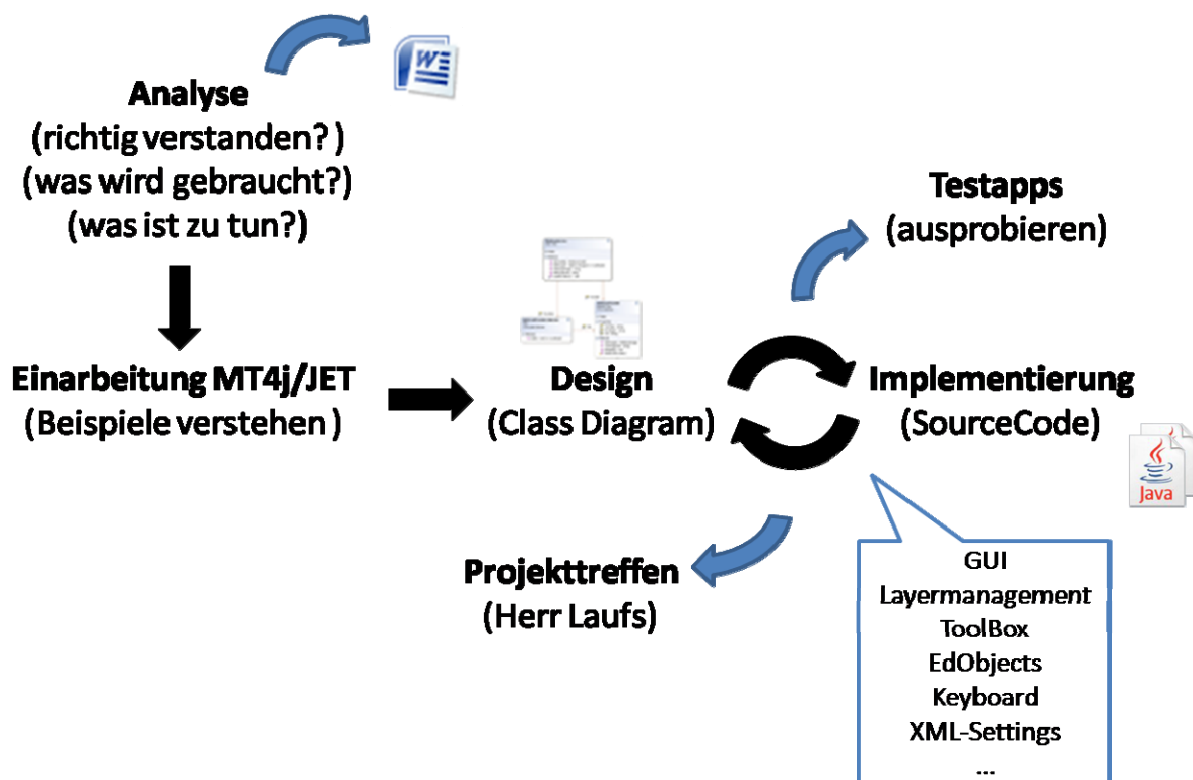 Analyse
(richtig verstanden? )
(was wird gebraucht?)
(was ist zu tun?)
Einarbeitung MT4j/JET
(Beispiele verstehen )
Design
(Class Diagram)
Testapps
(ausprobieren)
Implementierung
(SourceCode)
Java
Projekttreffen
(Herr Laufs)
GUI
Layermanagement
ToolBox
EdObjects
Keyboard
XML-Settings
...